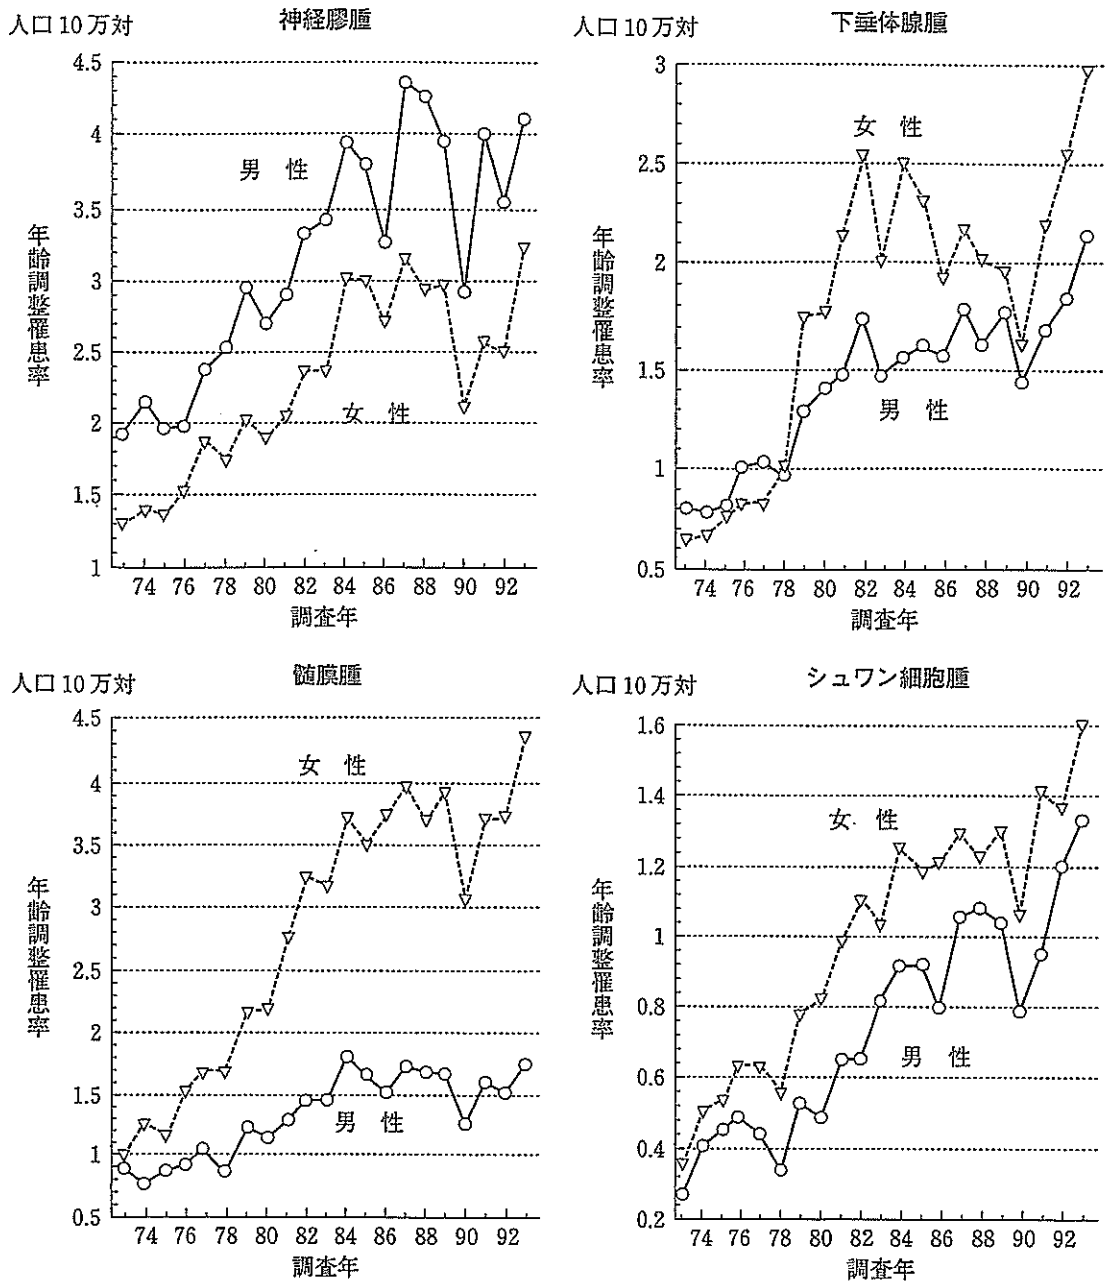 人口10万対
神経膠腫
4.5
4
3.5
3
2.5
2
1.5
1
年齢調整罹患率
男 性
女 性
74 76 78 80 82 84 86 88 90 92
調査年
人口10万対
下垂体腺腫
3
2.5
2
1.5
1
0.5
年齢調整罹患率
女 性
男 性
74 76 78 80 82 84 86 88 90 92
調査年
人口10万対
髄膜腫
4.5
4
3.5
3
2.5
2
1.5
1
0.5
年齢調整罹患率
女 性
男 性
74 76 78 80 82 84 86 88 90 92
調査年
人口10万対
シュワン細胞腫
1.6
1.4
1.2
1
0.8
0.6
0.4
0.2
年齢調整罹患率
女 性
男 性
74 76 78 80 82 84 86 88 90 92
調査年